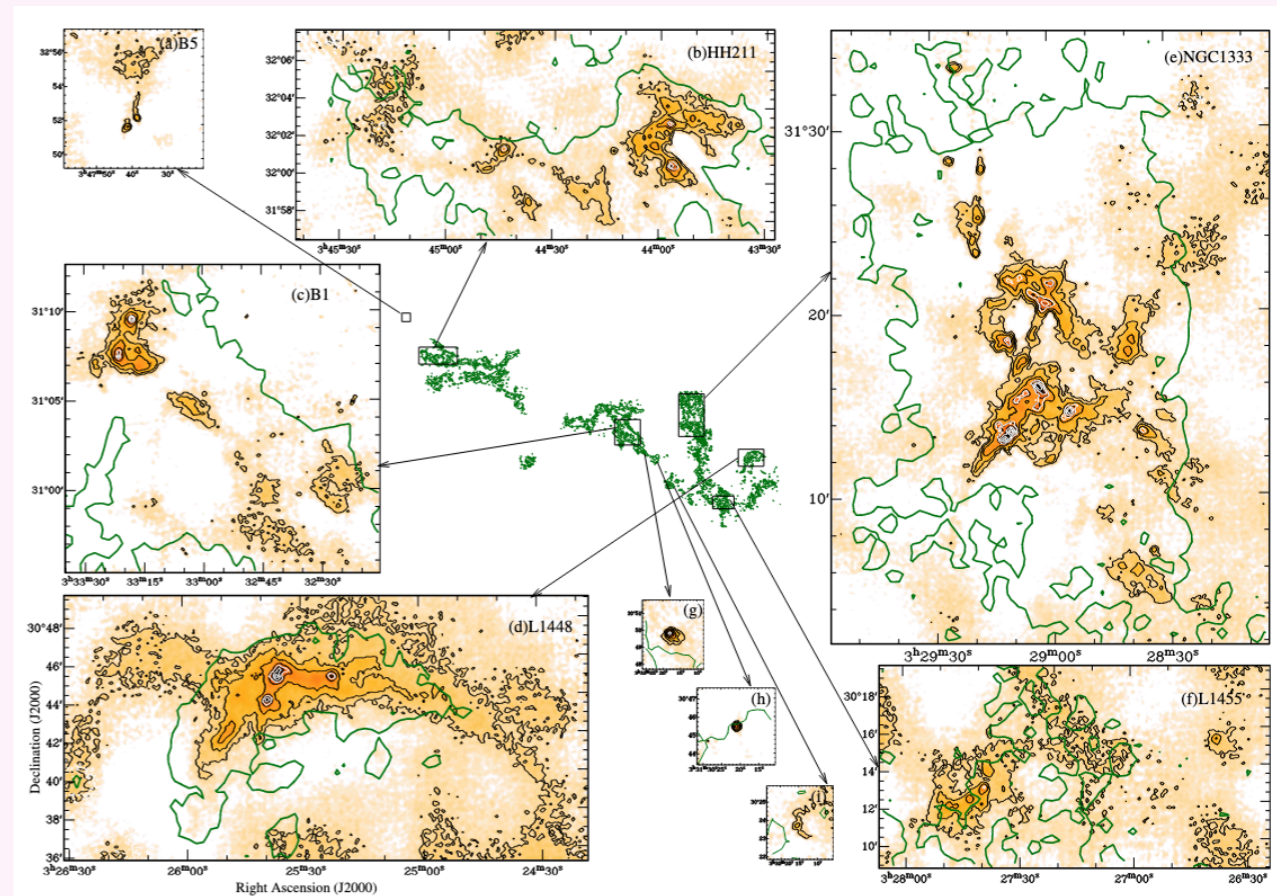 (a)B5
32°56′
54′
52′
50′
3ʰ47ᵐ50ˢ 40ˢ 30ˢ
(b)HH211
32°06′
32°04′
32°02′
32°00′
31°58′
3ʰ45ᵐ30ˢ 45ᵐ00ˢ 44ᵐ30ˢ 44ᵐ00ˢ 43ᵐ30ˢ
(e)NGC1333
31°30′
20′
10′
3ʰ29ᵐ30ˢ 29ᵐ00ˢ 28ᵐ30ˢ
(c)B1
31°10′
31°05′
31°00′
3ʰ33ᵐ30ˢ 33ᵐ15ˢ 33ᵐ00ˢ 32ᵐ45ˢ 32ᵐ30ˢ
(d)L1448
30°48′
46′
44′
42′
40′
38′
36′
3ʰ26ᵐ30ˢ 26ᵐ00ˢ 25ᵐ30ˢ 25ᵐ00ˢ 24ᵐ30ˢ
Declination (J2000)
Right Ascension (J2000)
(g)
(h)
(i)
(f)L1455
30°18′
16′
14′
12′
10′
3ʰ28ᵐ00ˢ 27ᵐ30ˢ 27ᵐ00ˢ 26ᵐ30ˢ